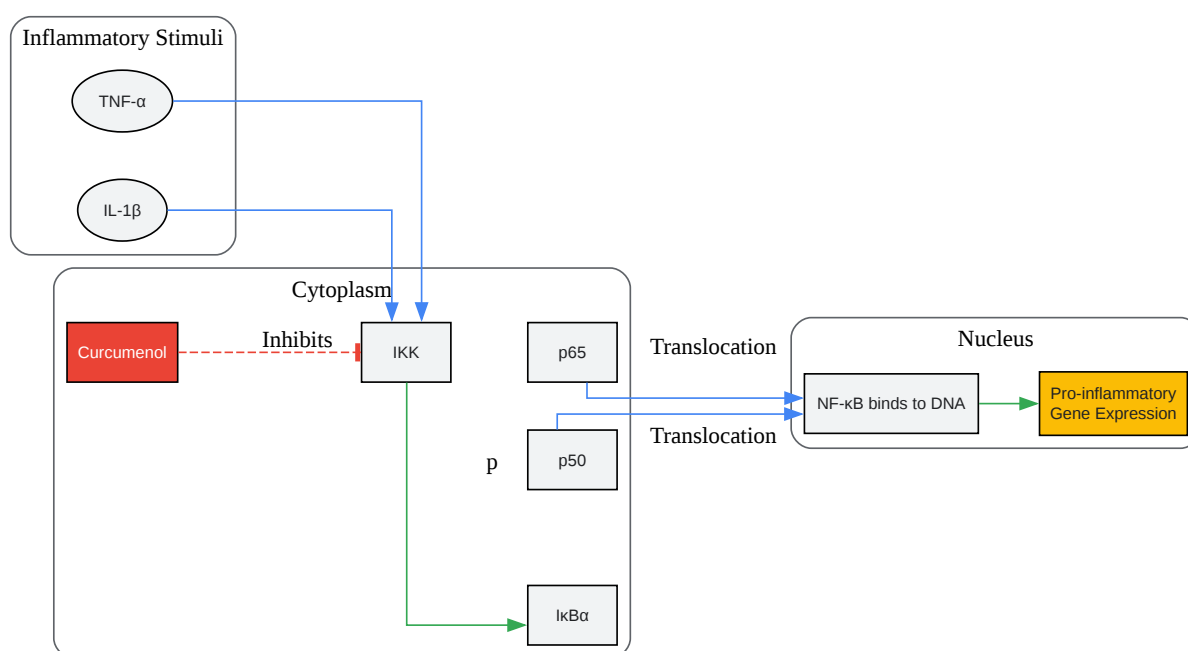 Inflammatory Stimuli
TNF-α
IL-1β
Cytoplasm
Curcumenol
Inhibits
IKK
p65
p
p50
IκBα
Translocation
Translocation
Nucleus
NF-κB binds to DNA
Pro-inflammatory
Gene Expression